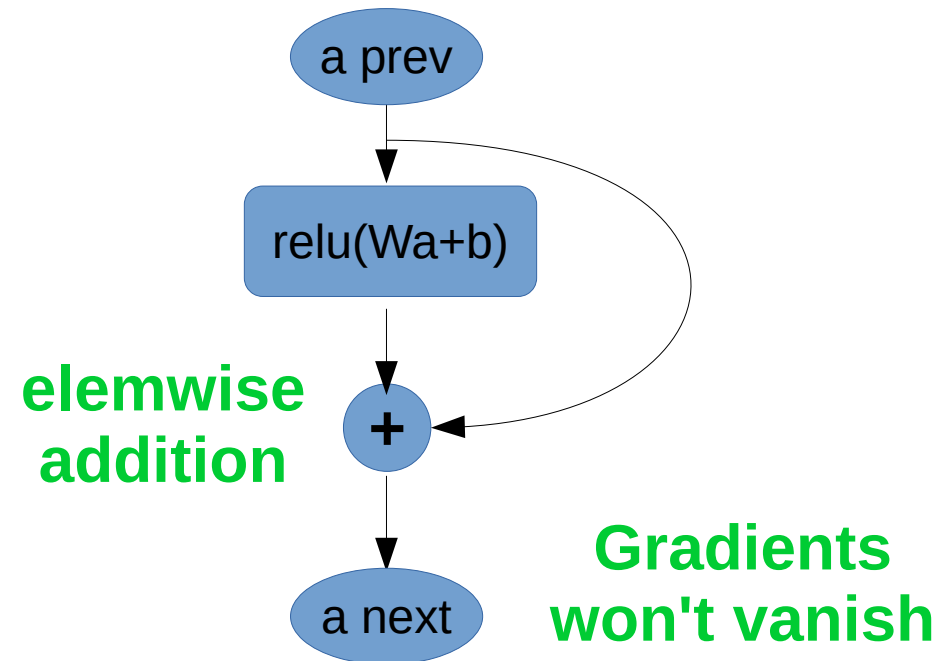 a prev
relu(Wa+b)
elemwise
addition
+
Gradients
won't vanish
a next